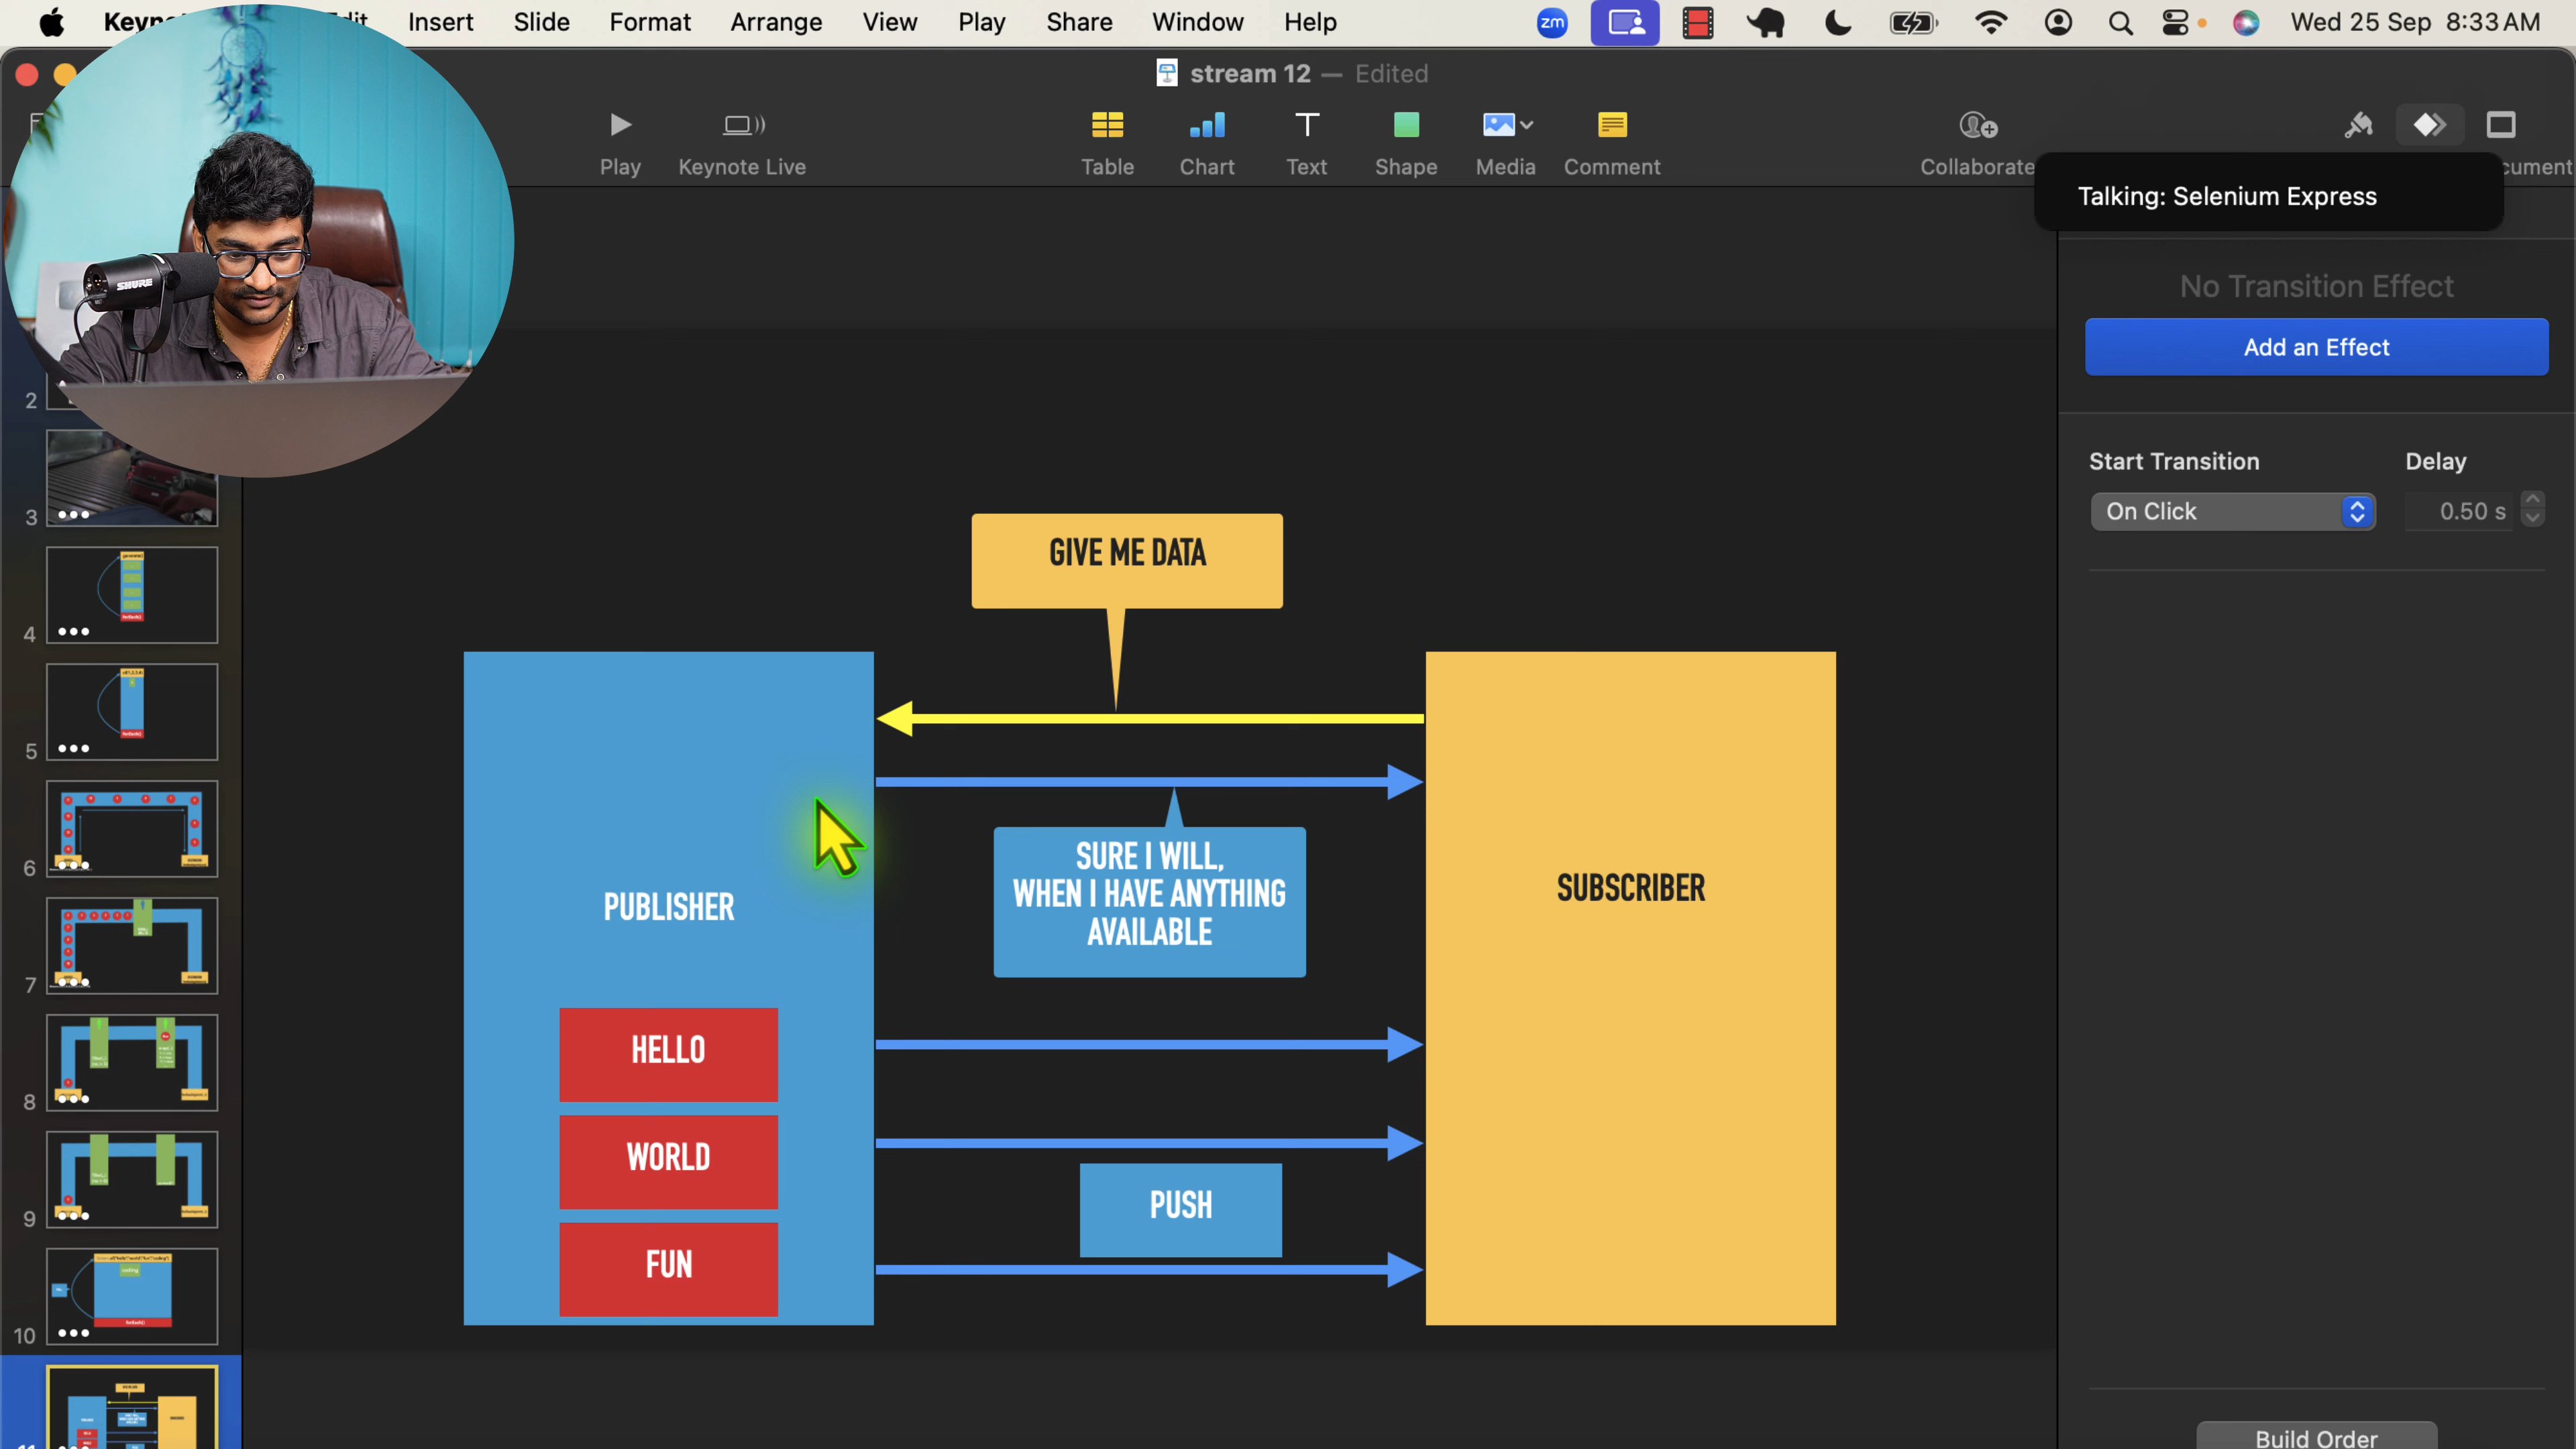 Insert Slide Format Arrange View Play Share Window Help
zm
Wed 25 Sep 8:33 AM
stream 12 — Edited
Play
Keynote Live
Table
Chart
Text
Shape
Media
Comment
Collaborate
Talking: Selenium Express
No Transition Effect
Add an Effect
Start Transition
Delay
On Click
0.50 s
Build Order
SHURE
2
3
4
5
6
7
8
9
10
GIVE ME DATA
SURE I WILL,
WHEN I HAVE ANYTHING
AVAILABLE
PUBLISHER
SUBSCRIBER
HELLO
WORLD
PUSH
FUN